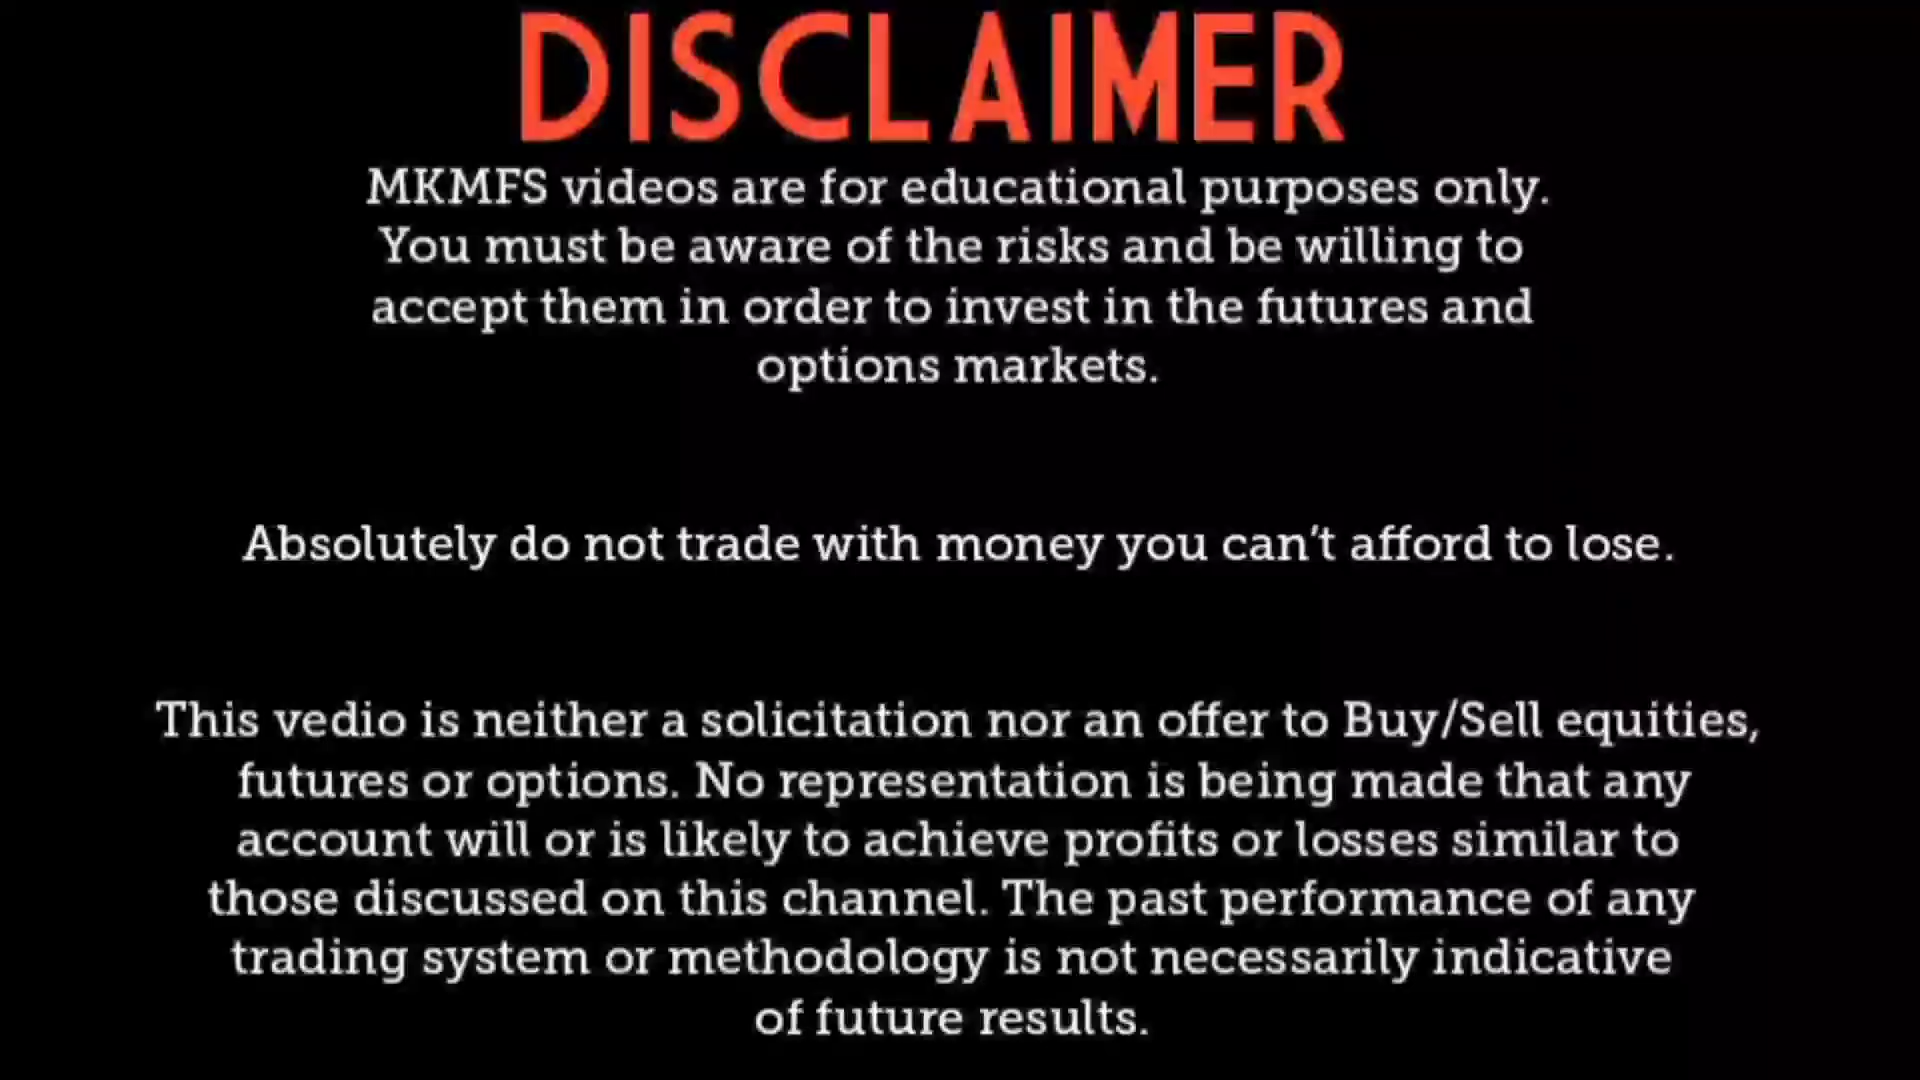 DISCLAIMER
MKMFS videos are for educational purposes only.
You must be aware of the risks and be willing to
accept them in order to invest in the futures and
options markets.
Absolutely do not trade with money you can't afford to lose.
This vedio is neither a solicitation nor an offer to Buy/Sell equities,
futures or options. No representation is being made that any
account will or is likely to achieve profits or losses similar to
those discussed on this channel. The past performance of any
trading system or methodology is not necessarily indicative
of future results.